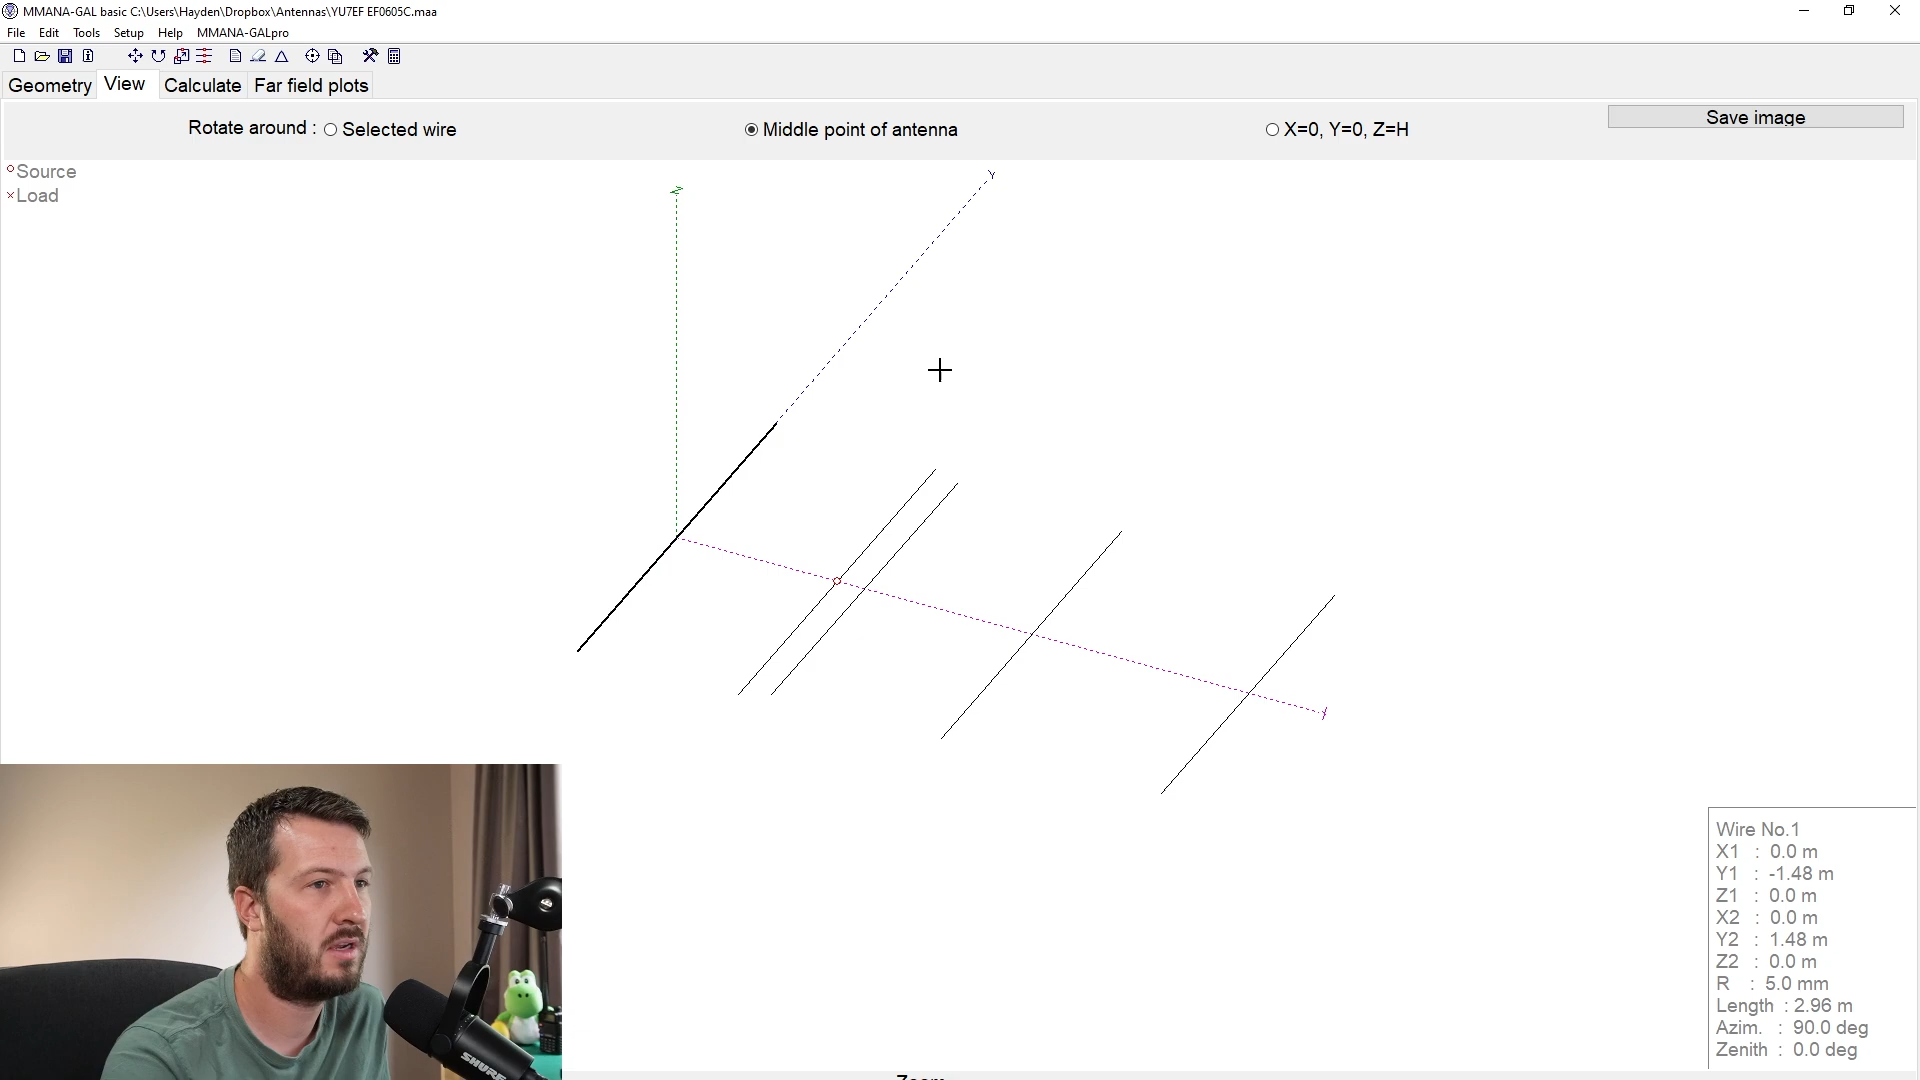 MMANA-GAL basic C:\Users\Hayden\Dropbox\Antennas\YU7EF EF0605C.maa
File Edit Tools Setup Help MMANA-GALpro
Geometry View Calculate Far field plots
Rotate around : Selected wire Middle point of antenna X=0, Y=0, Z=H Save image
Source
Load
Z
Y
X
Wire No.1
X1 : 0.0 m
Y1 : -1.48 m
Z1 : 0.0 m
X2 : 0.0 m
Y2 : 1.48 m
Z2 : 0.0 m
R : 5.0 mm
Length : 2.96 m
Azim. : 90.0 deg
Zenith : 0.0 deg
SHURE
Zoom